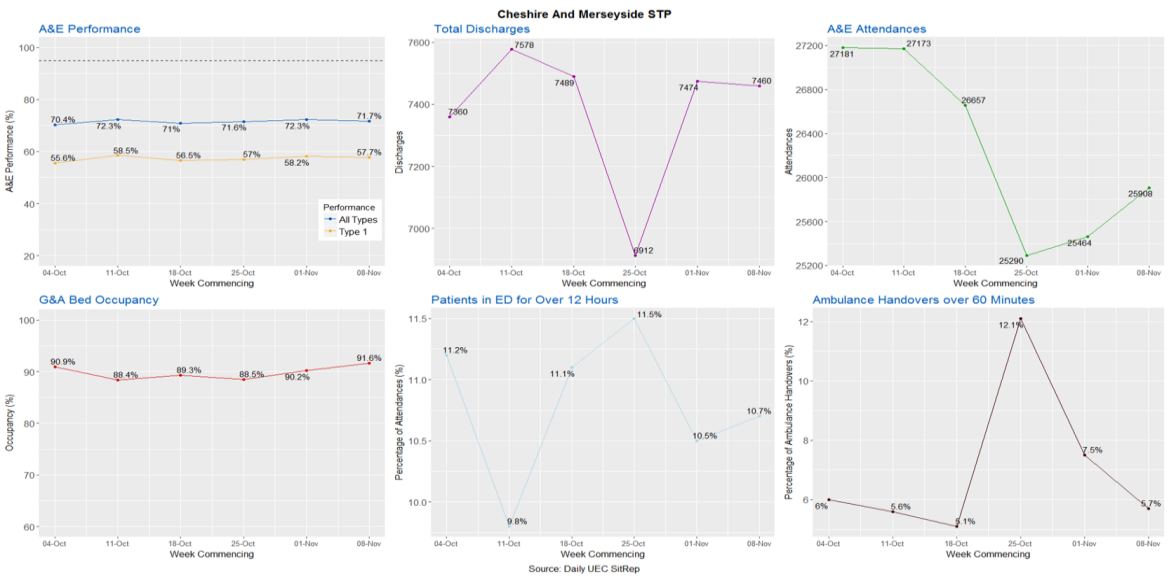 Cheshire And Merseyside STP
A&E Performance
A&E Performance (%)
100
80
60
40
20
70.4%
72.3%
71%
71.6%
72.3%
71.7%
55.6%
58.5%
56.5%
57%
58.2%
57.7%
Performance
All Types
Type 1
04-Oct
11-Oct
18-Oct
25-Oct
01-Nov
08-Nov
Week Commencing
Total Discharges
Discharges
7600
7400
7200
7000
7360
7578
7489
6912
7474
7460
04-Oct
11-Oct
18-Oct
25-Oct
01-Nov
08-Nov
Week Commencing
A&E Attendances
Attendances
27200
26800
26400
26000
25600
25200
27181
27173
26657
25290
25464
25908
04-Oct
11-Oct
18-Oct
25-Oct
01-Nov
08-Nov
Week Commencing
G&A Bed Occupancy
Occupancy (%)
100
90
80
70
60
90.9%
88.4%
89.3%
88.5%
90.2%
91.6%
04-Oct
11-Oct
18-Oct
25-Oct
01-Nov
08-Nov
Week Commencing
Patients in ED for Over 12 Hours
Percentage of Attendances (%)
11.5
11.0
10.5
10.0
11.2%
9.8%
11.1%
11.5%
10.5%
10.7%
04-Oct
11-Oct
18-Oct
25-Oct
01-Nov
08-Nov
Week Commencing
Ambulance Handovers over 60 Minutes
Percentage of Ambulance Handovers (%)
12
10
8
6
6%
5.6%
5.1%
12.1%
7.5%
5.7%
04-Oct
11-Oct
18-Oct
25-Oct
01-Nov
08-Nov
Week Commencing
Source: Daily UEC SitRep